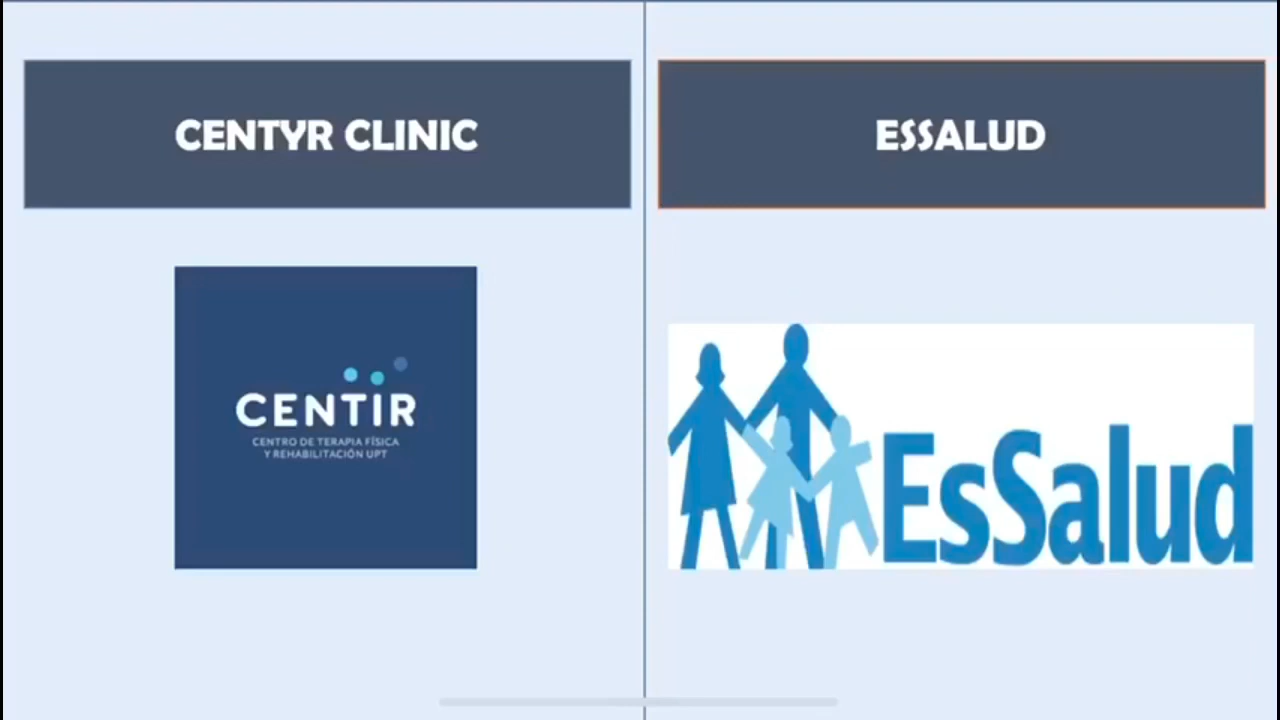 CENTYR CLINIC
ESSALUD
CENTIR
CENTRO DE TERAPIA FÍSICA
Y REHABILITACIÓN UPT
EsSalud